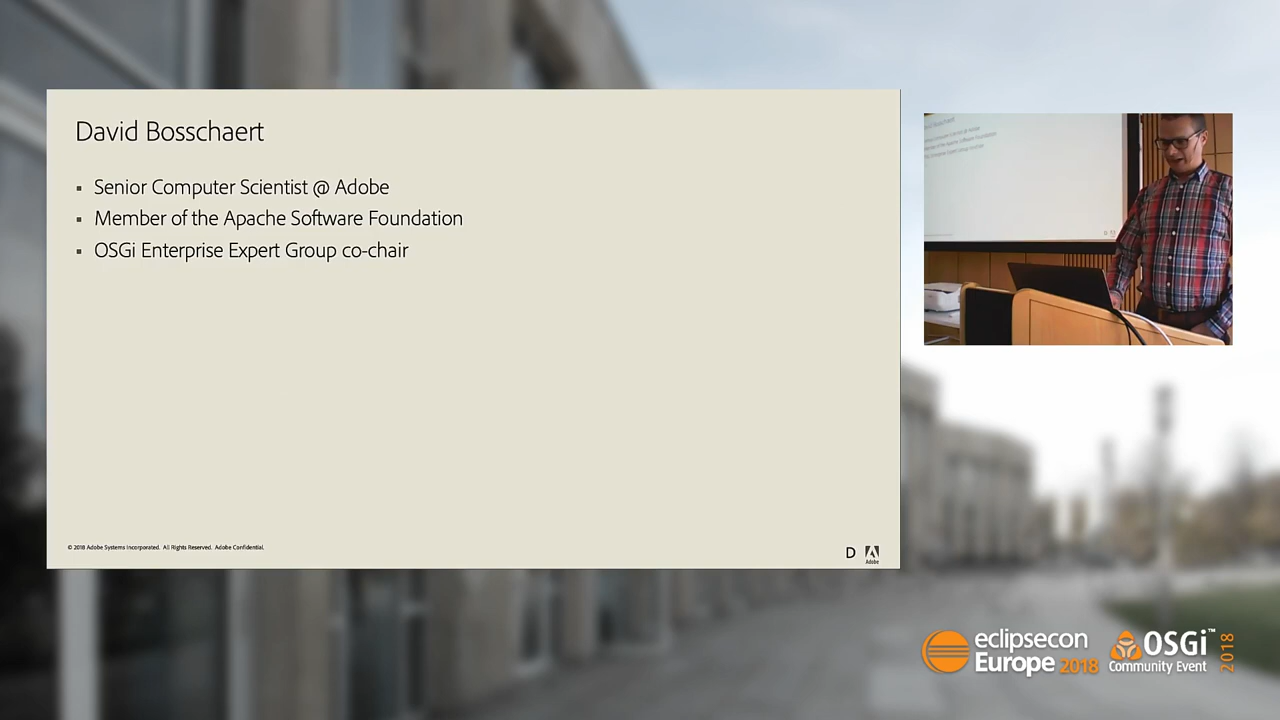 David Bosschaert
▪ Senior Computer Scientist @ Adobe
▪ Member of the Apache Software Foundation
▪ OSGi Enterprise Expert Group co-chair
© 2018 Adobe Systems Incorporated. All Rights Reserved. Adobe Confidential.
D
Adobe
eclipsecon
Europe 2018
OSGi™
Community Event
2018